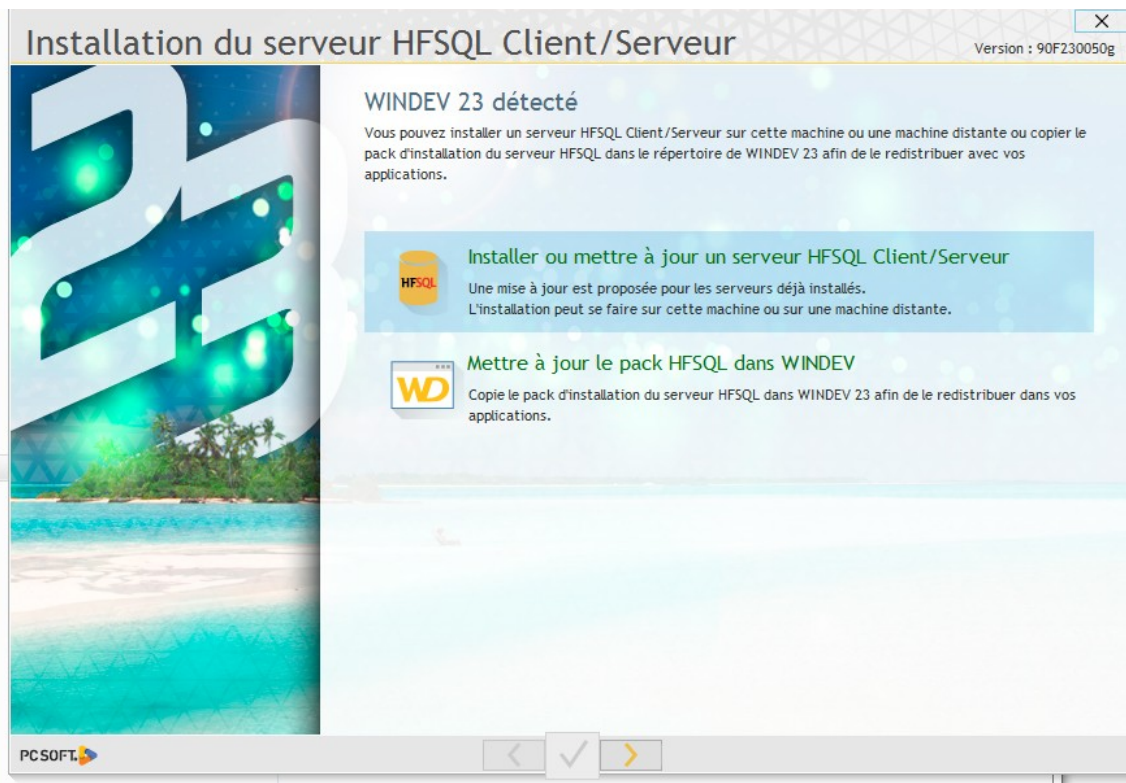 Installation du serveur HFSQL Client/Serveur
Version : 90F230050g
23
WINDEV 23 détecté
Vous pouvez installer un serveur HFSQL Client/Serveur sur cette machine ou une machine distante ou copier le
pack d'installation du serveur HFSQL dans le répertoire de WINDEV 23 afin de le redistribuer avec vos
applications.
HFSQL
Installer ou mettre à jour un serveur HFSQL Client/Serveur
Une mise à jour est proposée pour les serveurs déjà installés.
L'installation peut se faire sur cette machine ou sur une machine distante.
WD
Mettre à jour le pack HFSQL dans WINDEV
Copie le pack d'installation du serveur HFSQL dans WINDEV 23 afin de le redistribuer dans vos
applications.
PC SOFT